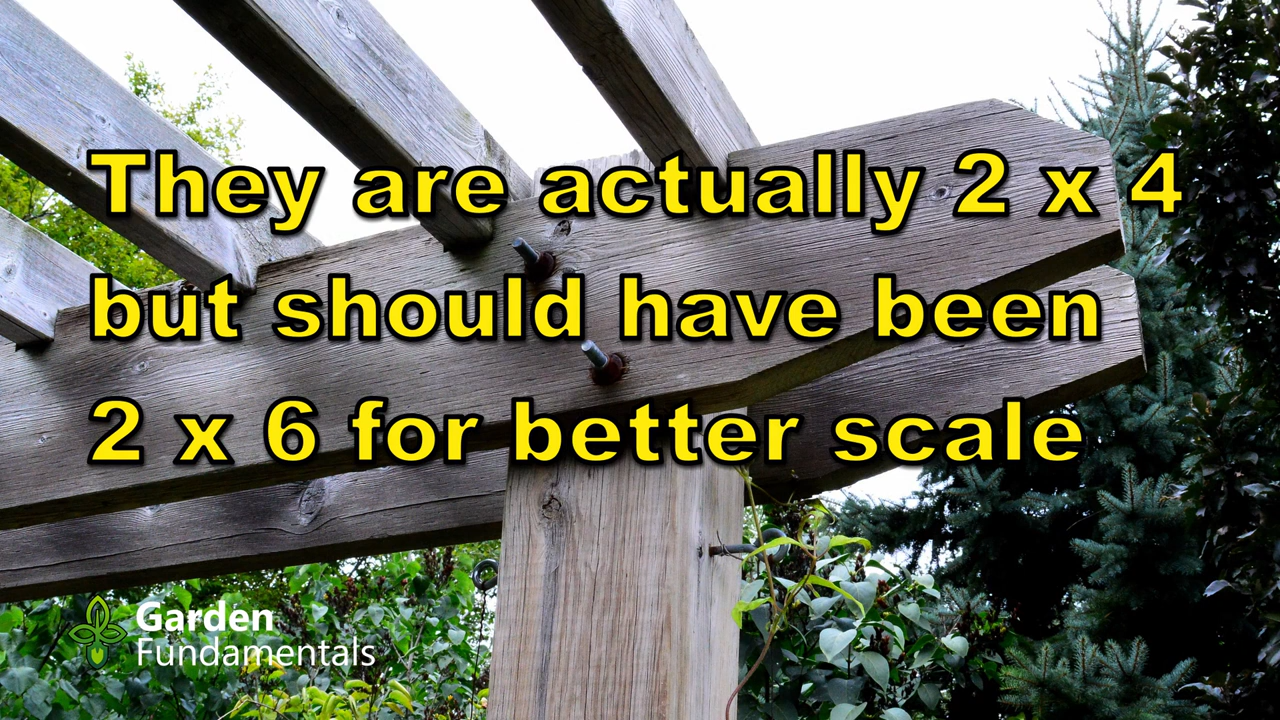 They are actually 2 x 4
but should have been
2 x 6 for better scale
Garden
Fundamentals